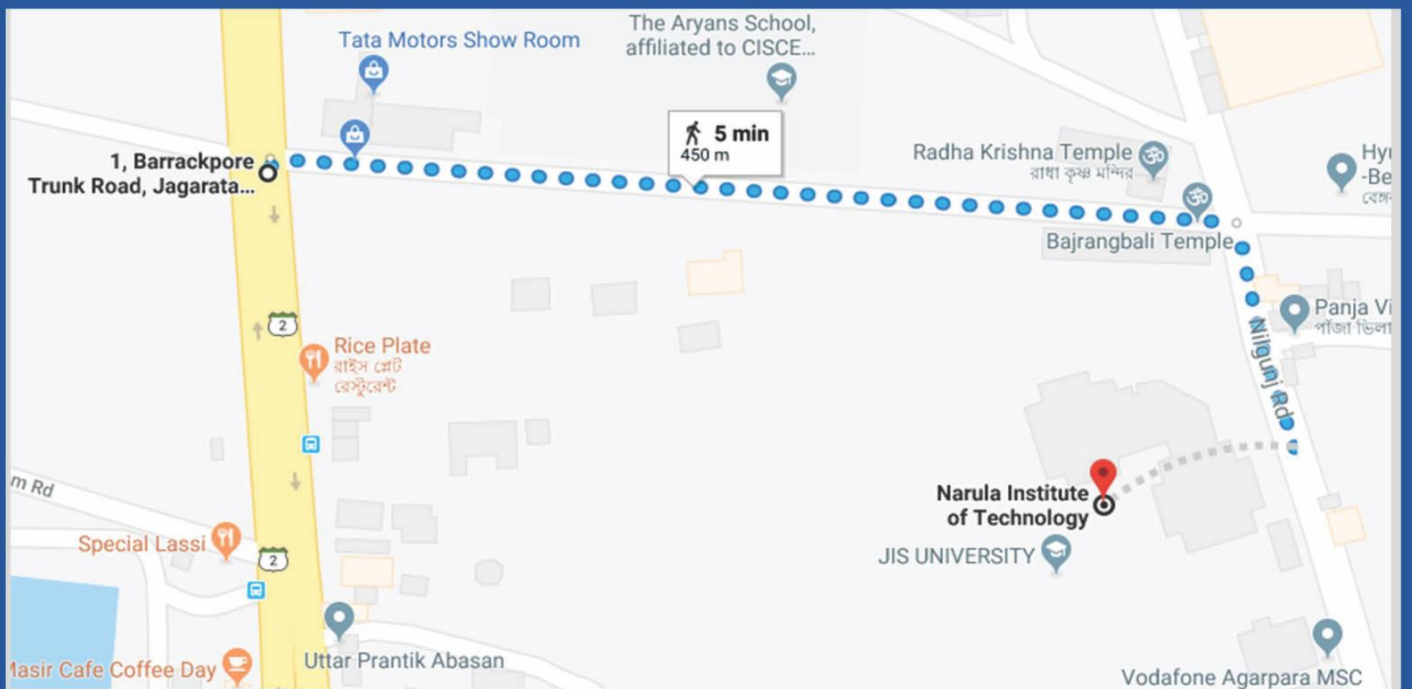 Tata Motors Show Room
The Aryans School,
affiliated to CISCE...
5 min
450 m
1, Barrackpore
Trunk Road, Jagarata...
Radha Krishna Temple
রাধা কৃষ্ণ মন্দির
Hyu
-Be
বেঙ্গ
Bajrangbali Temple
Panja Vi
পাঁজা ভিলা
Nilgunj Rd
2
Rice Plate
রাইস প্লেট
রেস্টুরেন্ট
m Rd
Narula Institute
of Technology
Special Lassi
2
JIS UNIVERSITY
Uttar Prantik Abasan
Masir Cafe Coffee Day
Vodafone Agarpara MSC